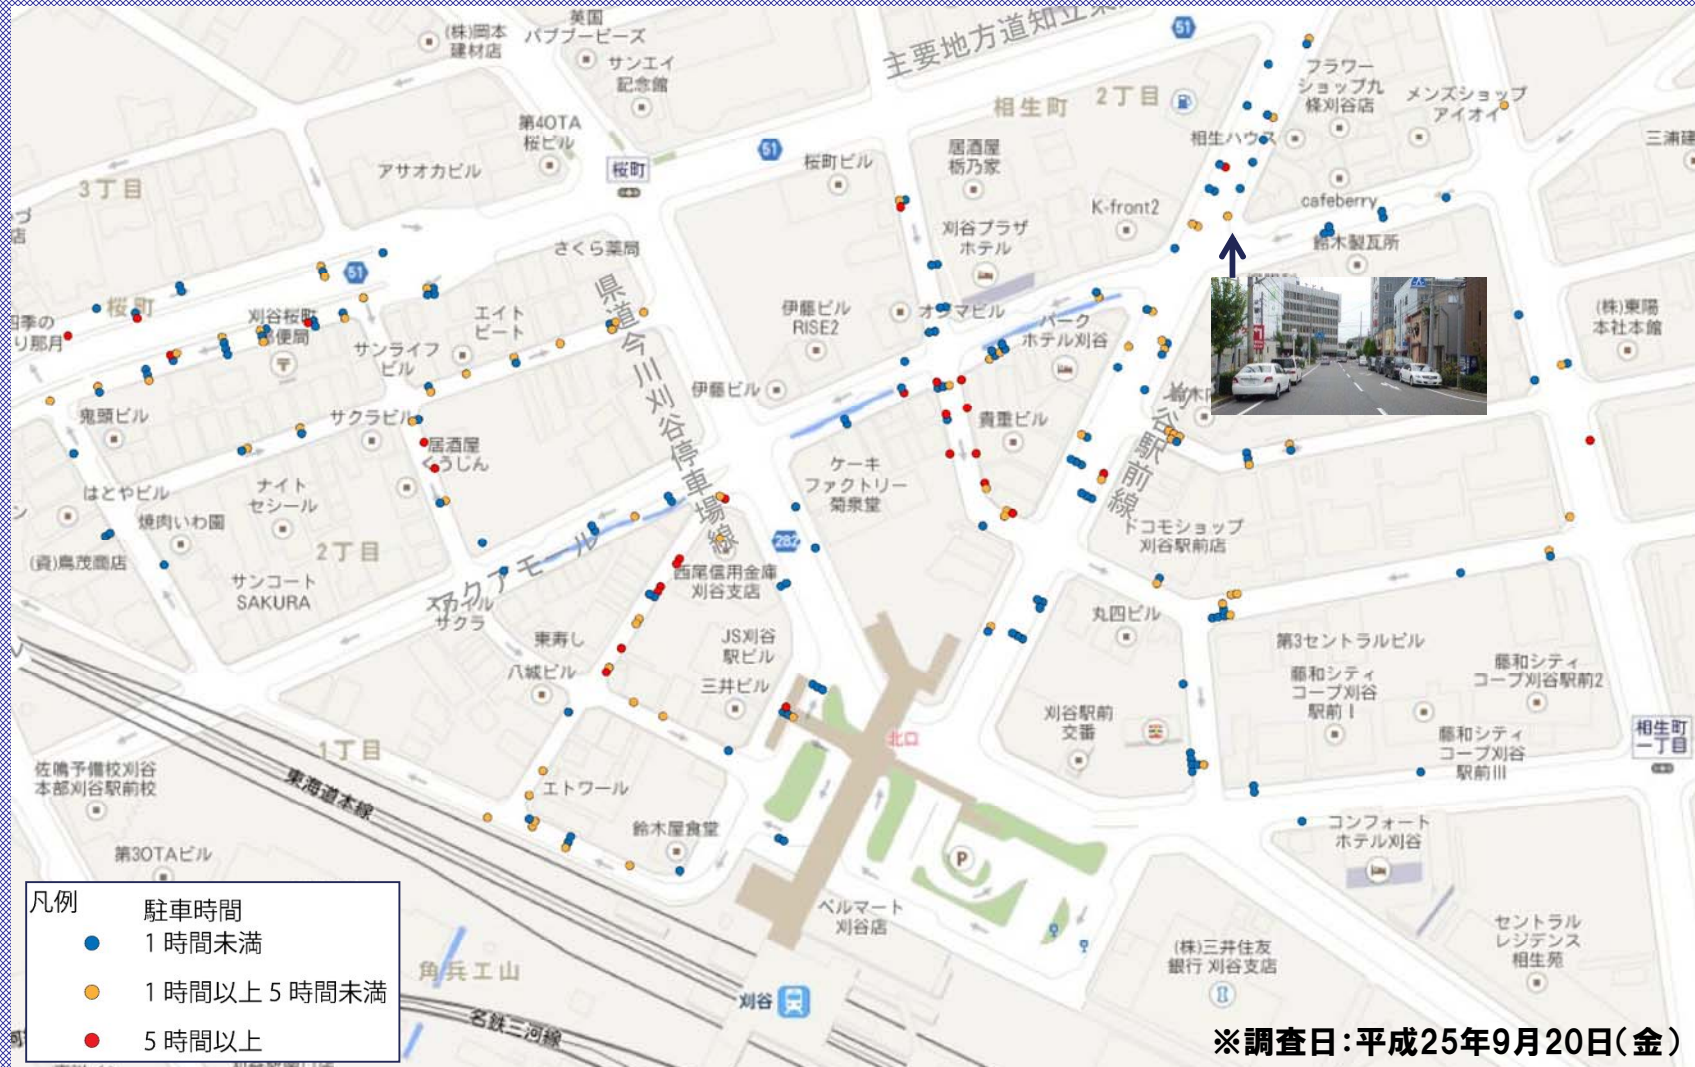 (株)岡本
建材店
英国
パブブービーズ
サンエイ
記念館
51
フラワー
ショップ九
條刈谷店
メンズショップ
アイオイ
相生町
2丁目
相生ハウス
第4OTA
桜ビル
桜町
51
桜町ビル
居酒屋
栃乃家
アサオカビル
3丁目
K-front2
cafeberry
鈴木製瓦所
刈谷プラザ
ホテル
さくら薬局
51
桜町
刈谷桜町
郵便局
エイト
ビート
サンライフ
ビル
県道今川刈谷停車場線
伊藤ビル
RISE2
パーク
ホテル刈谷
(株)東陽
本社本館
伊藤ビル
鬼頭ビル
サクラビル
居酒屋
くうじん
貴重ビル
ケーキ
ファクトリー
菊泉堂
はとやビル
ナイト
セシール
焼肉いわ園
(資)鳥茂商店
2丁目
アクアモール
282
ドコモショップ
刈谷駅前店
サンコート
SAKURA
西尾信用金庫
刈谷支店
丸四ビル
東寿し
八城ビル
JS刈谷
駅ビル
三井ビル
第3セントラルビル
藤和シティ
コープ刈谷
駅前Ⅰ
藤和シティ
コープ刈谷駅前2
刈谷駅前
交番
北口
藤和シティ
コープ刈谷
駅前III
相生町
一丁目
1丁目
佐鳴予備校刈谷
本部刈谷駅前校
東海道本線
エトワール
鈴木屋食堂
コンフォート
ホテル刈谷
第3OTAビル
P
ベルマート
刈谷店
(株)三井住友
銀行 刈谷支店
セントラル
レジデンス
相生苑
角兵工山
刈谷
名鉄三河線
凡例
駐車時間
1時間未満
1時間以上5時間未満
5時間以上
※調査日:平成25年9月20日(金)